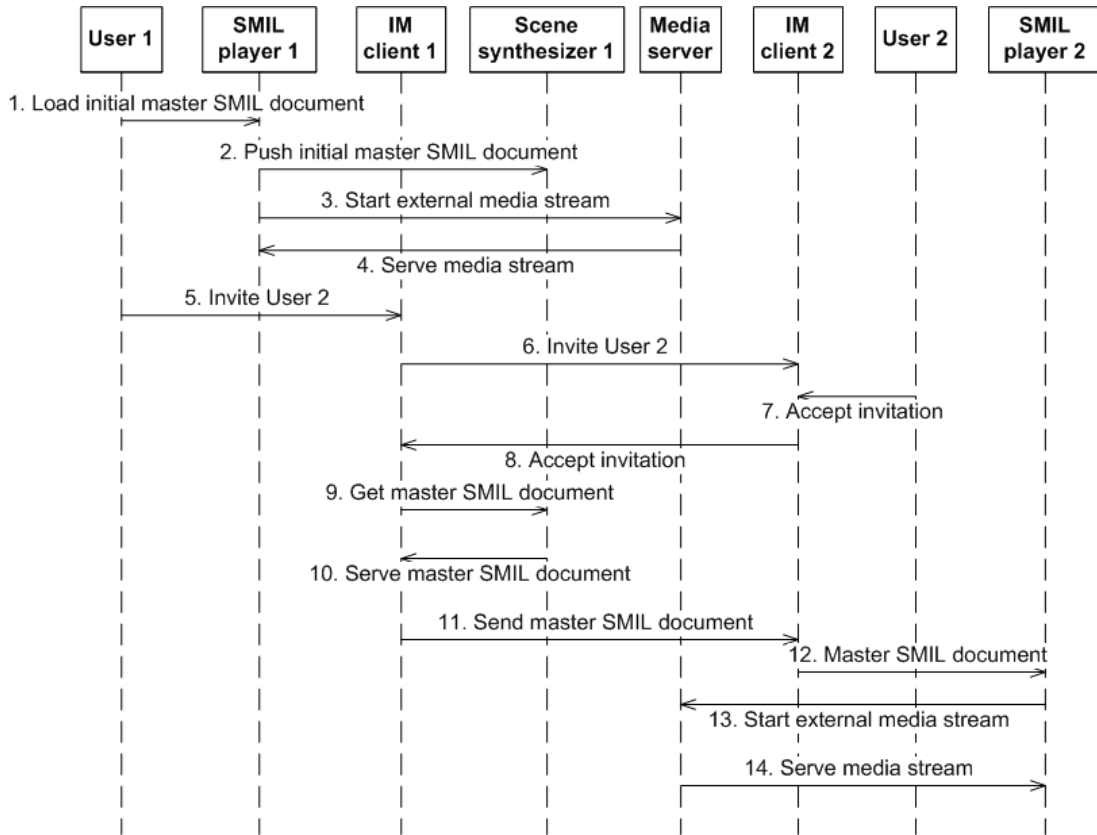 User 1
SMIL
player 1
IM
client 1
Scene
synthesizer 1
Media
server
IM
client 2
User 2
SMIL
player 2
1. Load initial master SMIL document
2. Push initial master SMIL document
3. Start external media stream
4. Serve media stream
5. Invite User 2
6. Invite User 2
7. Accept invitation
8. Accept invitation
9. Get master SMIL document
10. Serve master SMIL document
11. Send master SMIL document
12. Master SMIL document
13. Start external media stream
14. Serve media stream